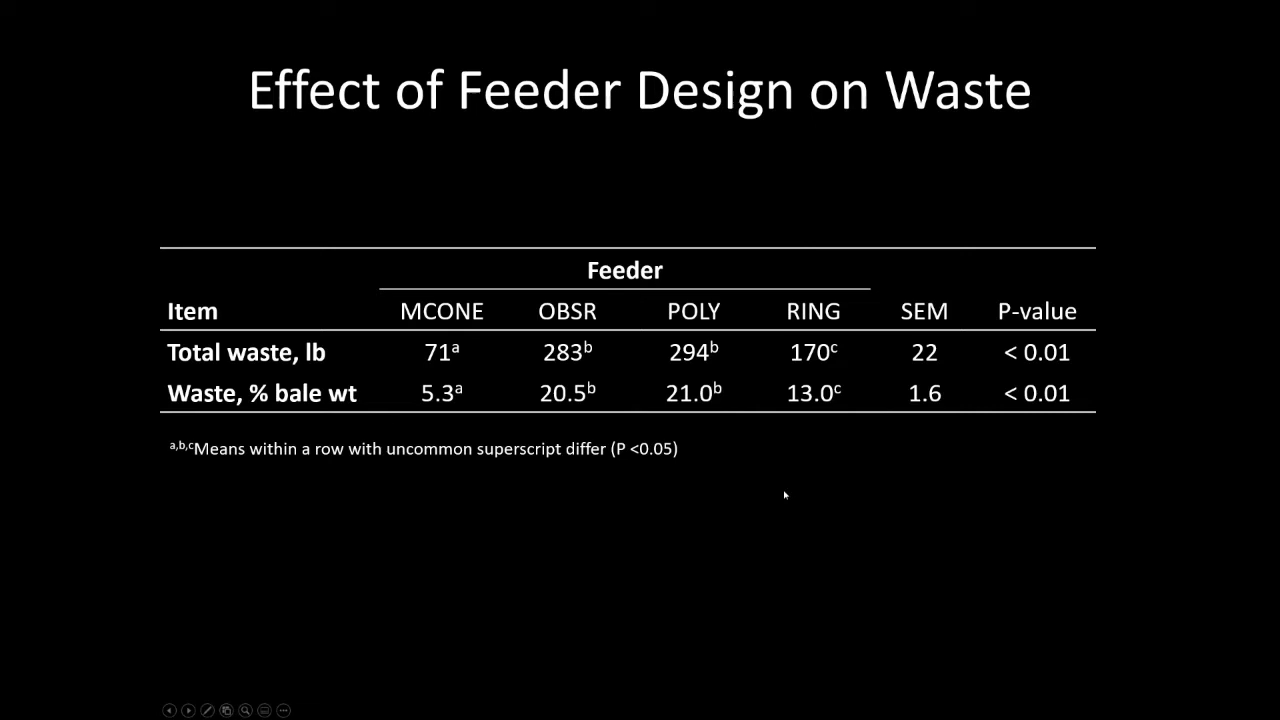 Effect of Feeder Design on Waste
Feeder
Item MCONE OBSR POLY RING SEM P-value
Total waste, lb 71ᵃ 283ᵇ 294ᵇ 170ᶜ 22 < 0.01
Waste, % bale wt 5.3ᵃ 20.5ᵇ 21.0ᵇ 13.0ᶜ 1.6 < 0.01
ᵃ,ᵇ,ᶜMeans within a row with uncommon superscript differ (P <0.05)